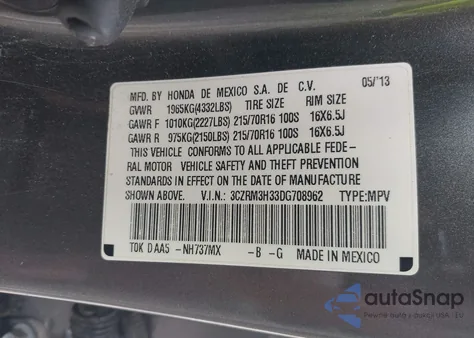 MFD. BY HONDA DE MEXICO S.A. DE C.V. 05/'13
GVWR 1965KG(4332LBS) TIRE SIZE RIM SIZE
GAWR F 1010KG(2227LBS) 215/70R16 100S 16X6.5J
GAWR R 975KG(2150LBS) 215/70R16 100S 16X6.5J
THIS VEHICLE CONFORMS TO ALL APPLICABLE FEDE-
RAL MOTOR VEHICLE SAFETY AND THEFT PREVENTION
STANDARDS IN EFFECT ON THE DATE OF MANUFACTURE
SHOWN ABOVE. V.I.N.: 3CZRM3H33DG708962 TYPE:MPV
T0K D AA5 -NH737MX -B -G MADE IN MEXICO
autoSnap